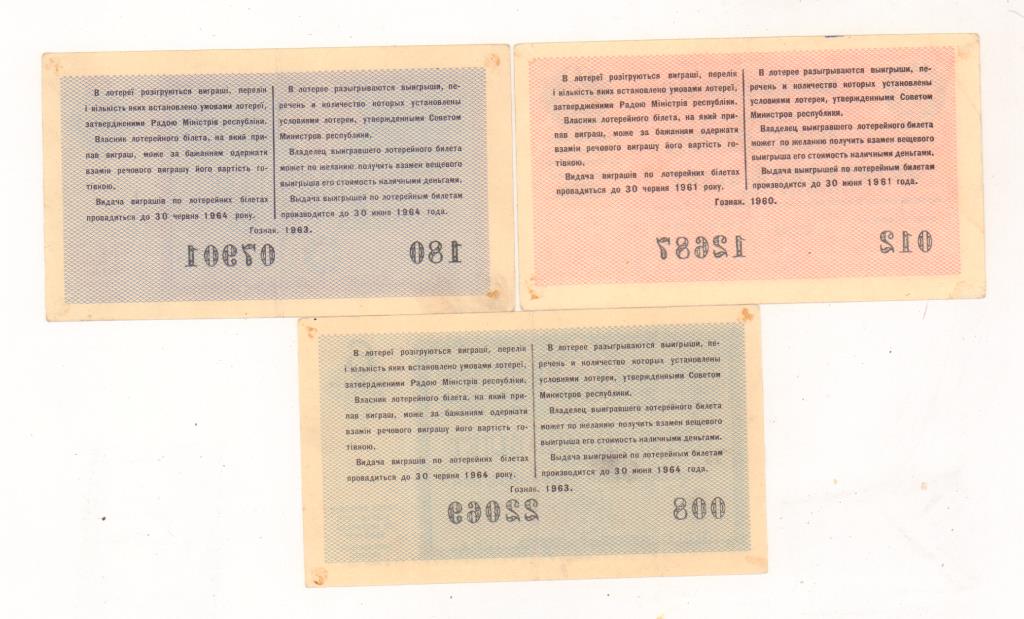 В лотереї розігруються виграші, перелік
і кількість яких встановлено умовами лотереї,
затвердженими Радою Міністрів республіки.
Власник лотерейного білета, на який при-
пав виграш, може за бажанням одержати
взамін речового виграшу його вартість го-
тівкою.
Видача виграшів по лотерейних білетах
провадиться до 30 червня 1964 року.
В лотерее разыгрываются выигрыши, пе-
речень и количество которых установлены
условиями лотереи, утвержденными Советом
Министров республики.
Владелец выигравшего лотерейного билета
может по желанию получить взамен вещевого
выигрыша его стоимость наличными деньгами.
Выдача выигрышей по лотерейным билетам
производится до 30 июня 1964 года.
Гознак. 1963.
07901 180
В лотереї розігруються виграші, перелік
і кількість яких встановлено умовами лотереї,
затвердженими Радою Міністрів республіки.
Власник лотерейного білета, на який при-
пав виграш, може за бажанням одержати
взамін речового виграшу його вартість го-
тівкою.
Видача виграшів по лотерейних білетах
провадиться до 30 червня 1961 року.
В лотерее разыгрываются выигрыши, пе-
речень и количество которых установлены
условиями лотереи, утвержденными Советом
Министров республики.
Владелец выигравшего лотерейного билета
может по желанию получить взамен вещевого
выигрыша его стоимость наличными деньгами.
Выдача выигрышей по лотерейным билетам
производится до 30 июня 1961 года.
Гознак. 1960.
12687 012
В лотереї розігруються виграші, перелік
і кількість яких встановлено умовами лотереї,
затвердженими Радою Міністрів республіки.
Власник лотерейного білета, на який при-
пав виграш, може за бажанням одержати
взамін речового виграшу його вартість го-
тівкою.
Видача виграшів по лотерейних білетах
провадиться до 30 червня 1964 року.
В лотерее разыгрываются выигрыши, пе-
речень и количество которых установлены
условиями лотереи, утвержденными Советом
Министров республики.
Владелец выигравшего лотерейного билета
может по желанию получить взамен вещевого
выигрыша его стоимость наличными деньгами.
Выдача выигрышей по лотерейным билетам
производится до 30 июня 1964 года.
Гознак. 1963.
22069 008